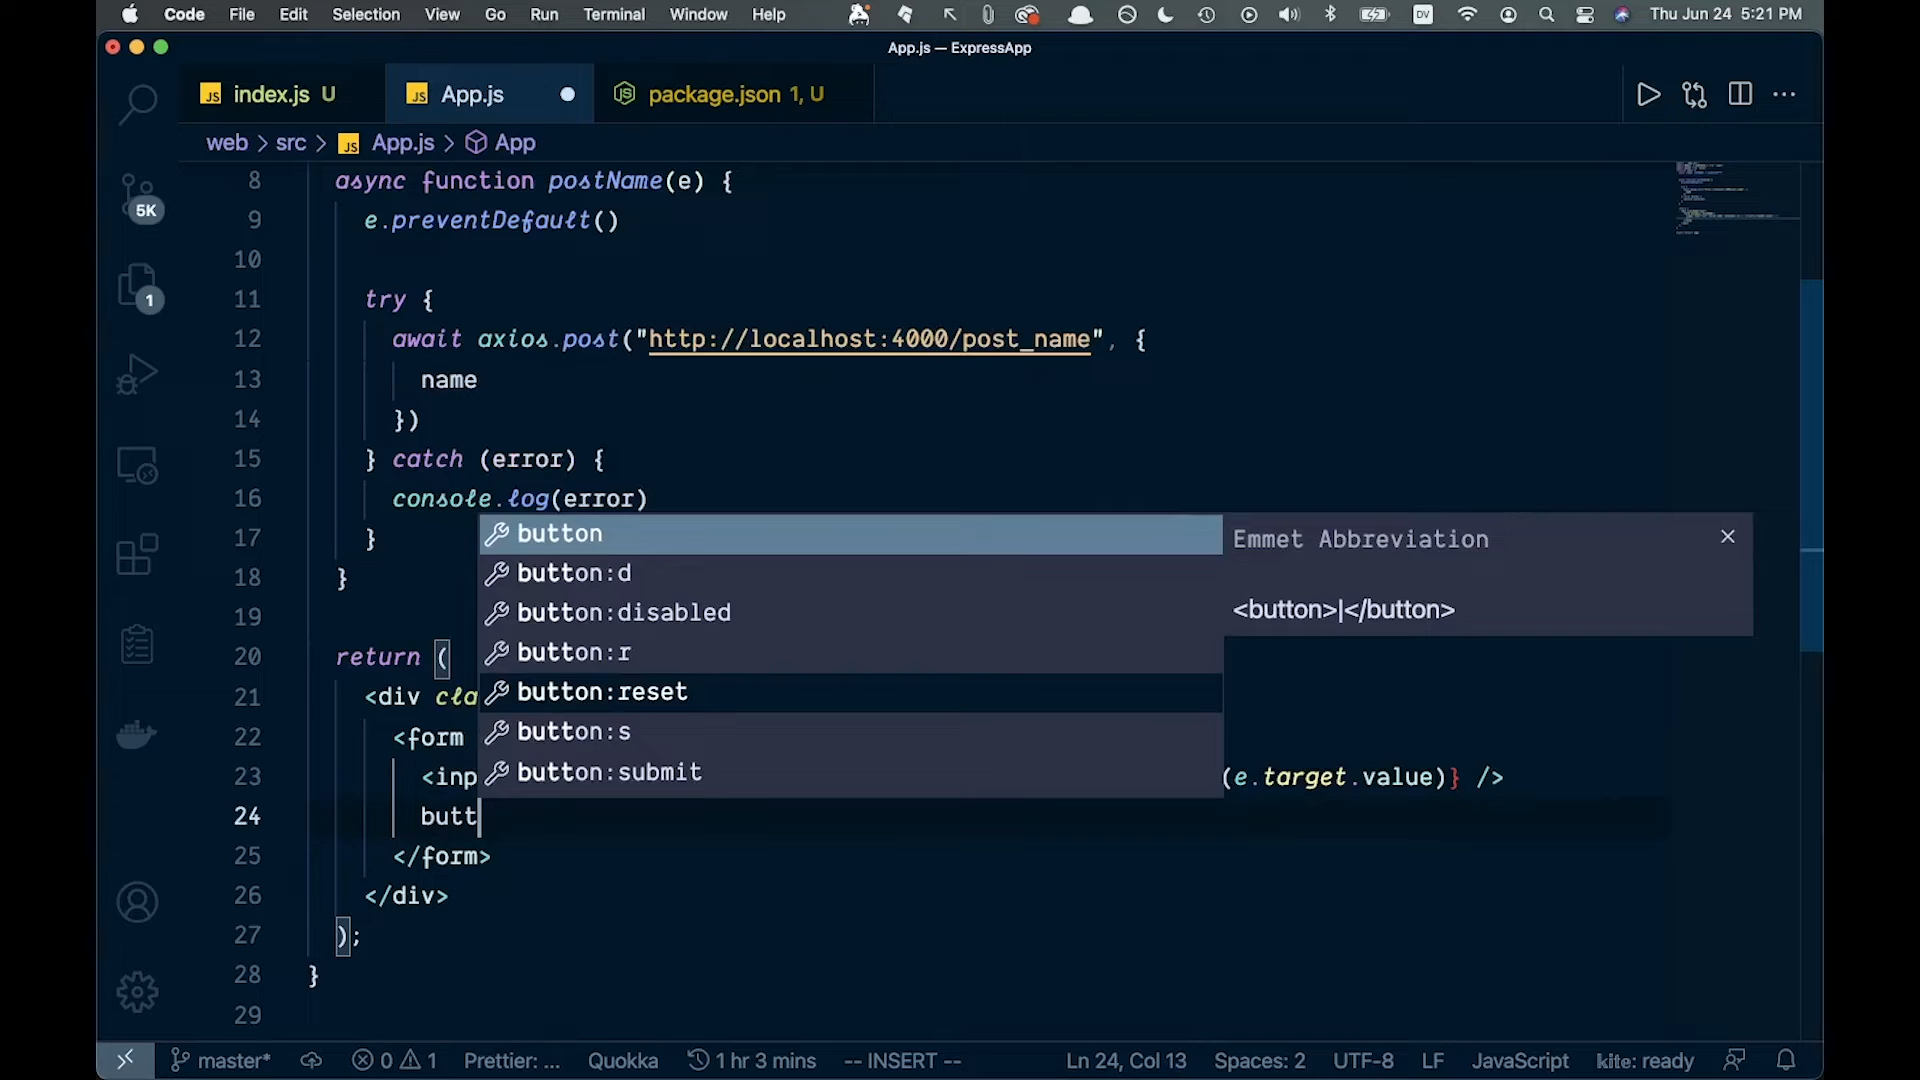 Code File Edit Selection View Go Run Terminal Window Help DV Thu Jun 24 5:21 PM
App.js — ExpressApp
JS index.js U JS App.js package.json 1, U
web > src > JS App.js > App
5K
1
8 async function postName(e) {
9 e.preventDefault()
10
11 try {
12 await axios.post("http://localhost:4000/post_name", {
13 name
14 })
15 } catch (error) {
16 console.log(error)
17 }
18 }
19
20 return (
21 <div cla
22 <form
23 <inp (e.target.value)} />
24 butt
25 </form>
26 </div>
27 );
28 }
29
button
button:d
button:disabled
button:r
button:reset
button:s
button:submit
Emmet Abbreviation
<button>|</button>
master* 0 1 Prettier: ... Quokka 1 hr 3 mins -- INSERT -- Ln 24, Col 13 Spaces: 2 UTF-8 LF JavaScript kite: ready